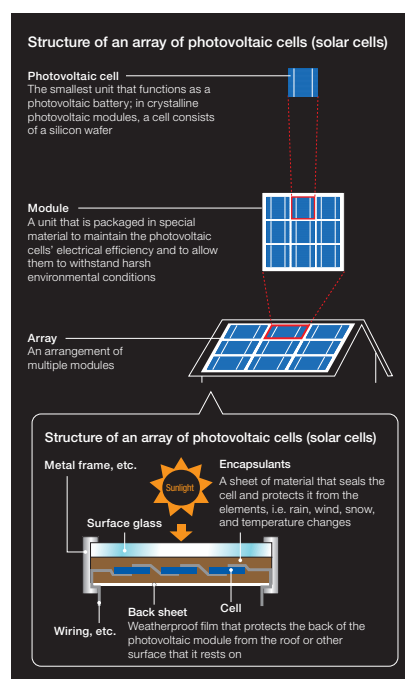 Structure of an array of photovoltaic cells (solar cells)
Photovoltaic cell
The smallest unit that functions as a
photovoltaic battery; in crystalline
photovoltaic modules, a cell consists
of a silicon wafer
Module
A unit that is packaged in special
material to maintain the photovoltaic
cells' electrical efficiency and to allow
them to withstand harsh
environmental conditions
Array
An arrangement of
multiple modules
Structure of an array of photovoltaic cells (solar cells)
Metal frame, etc.
Sunlight
Encapsulants
A sheet of material that seals the
cell and protects it from the
elements, i.e. rain, wind, snow,
and temperature changes
Surface glass
Back sheet
Cell
Wiring, etc.
Weatherproof film that protects the back of the
photovoltaic module from the roof or other
surface that it rests on